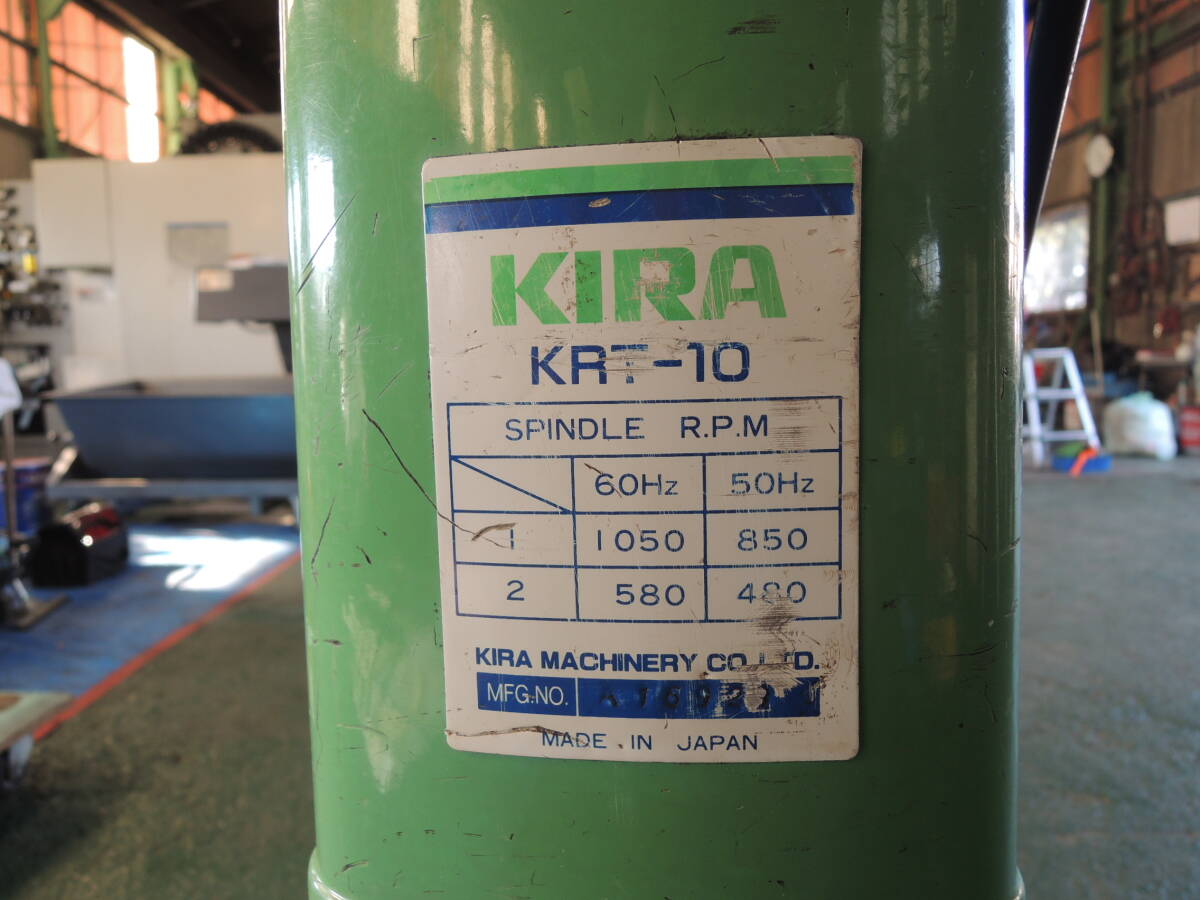 KIRA
KRT-10
SPINDLE R.P.M
60Hz 50Hz
1 1050 850
2 580 480
KIRA MACHINERY CO.LTD.
MFG.NO.
MADE IN JAPAN